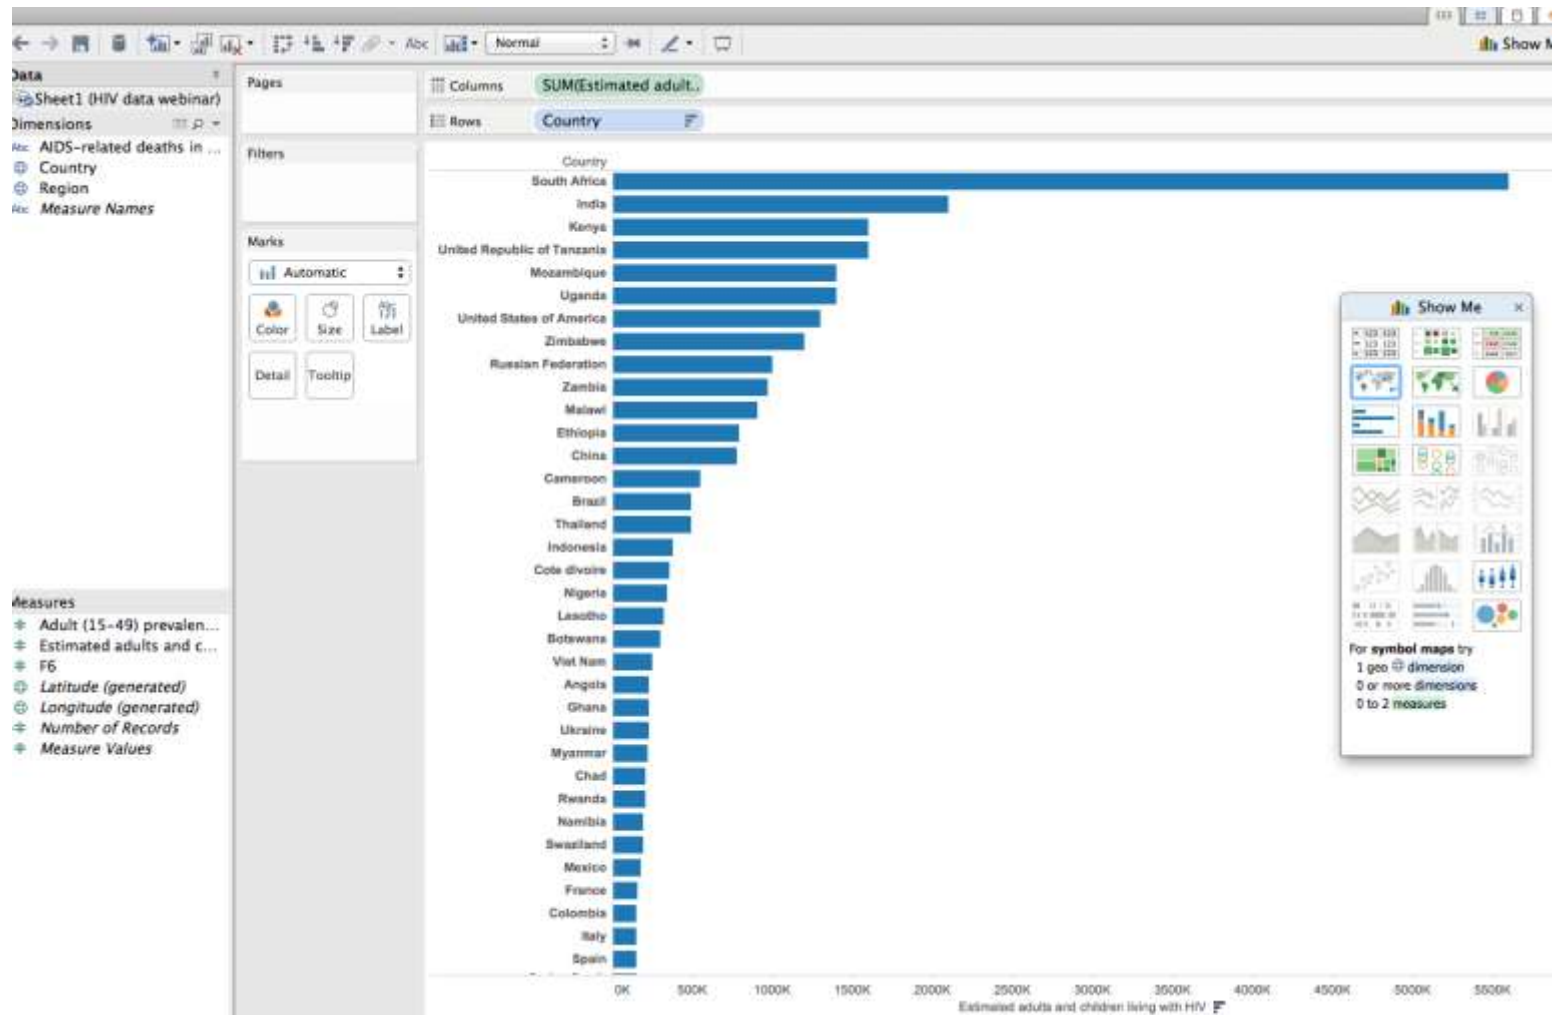 Abc
Normal
Show M
Data
Sheet1 (HIV data webinar)
Dimensions
Abc AIDS-related deaths in ...
Country
Region
Abc Measure Names
Measures
Adult (15-49) prevalen...
Estimated adults and c...
F6
Latitude (generated)
Longitude (generated)
Number of Records
Measure Values
Pages
Filters
Marks
Automatic
Color
Size
Label
Detail
Tooltip
Columns
SUM(Estimated adult..
Rows
Country
Country
South Africa
India
Kenya
United Republic of Tanzania
Mozambique
Uganda
United States of America
Zimbabwe
Russian Federation
Zambia
Malawi
Ethiopia
China
Cameroon
Brazil
Thailand
Indonesia
Cote divoire
Nigeria
Lesotho
Botswana
Viet Nam
Angola
Ghana
Ukraine
Myanmar
Chad
Rwanda
Namibia
Swaziland
Mexico
France
Colombia
Italy
Spain
0K 500K 1000K 1500K 2000K 2500K 3000K 3500K 4000K 4500K 5000K 5500K
Estimated adults and children living with HIV
Show Me
For symbol maps try
1 geo dimension
0 or more dimensions
0 to 2 measures